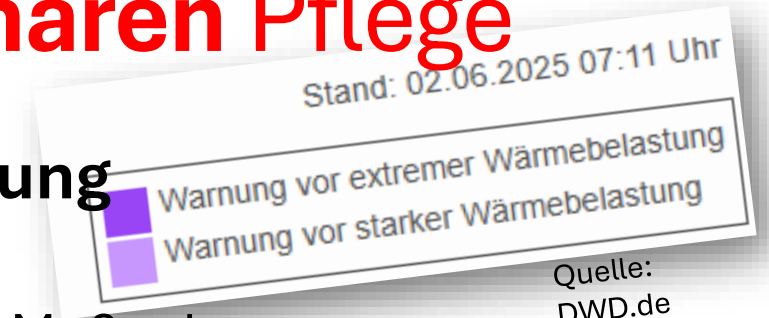 naren Pflege
Stand: 02.06.2025 07:11 Uhr
ung
Warnung vor extremer Wärmebelastung
Warnung vor starker Wärmebelastung
Quelle:
DWD.de